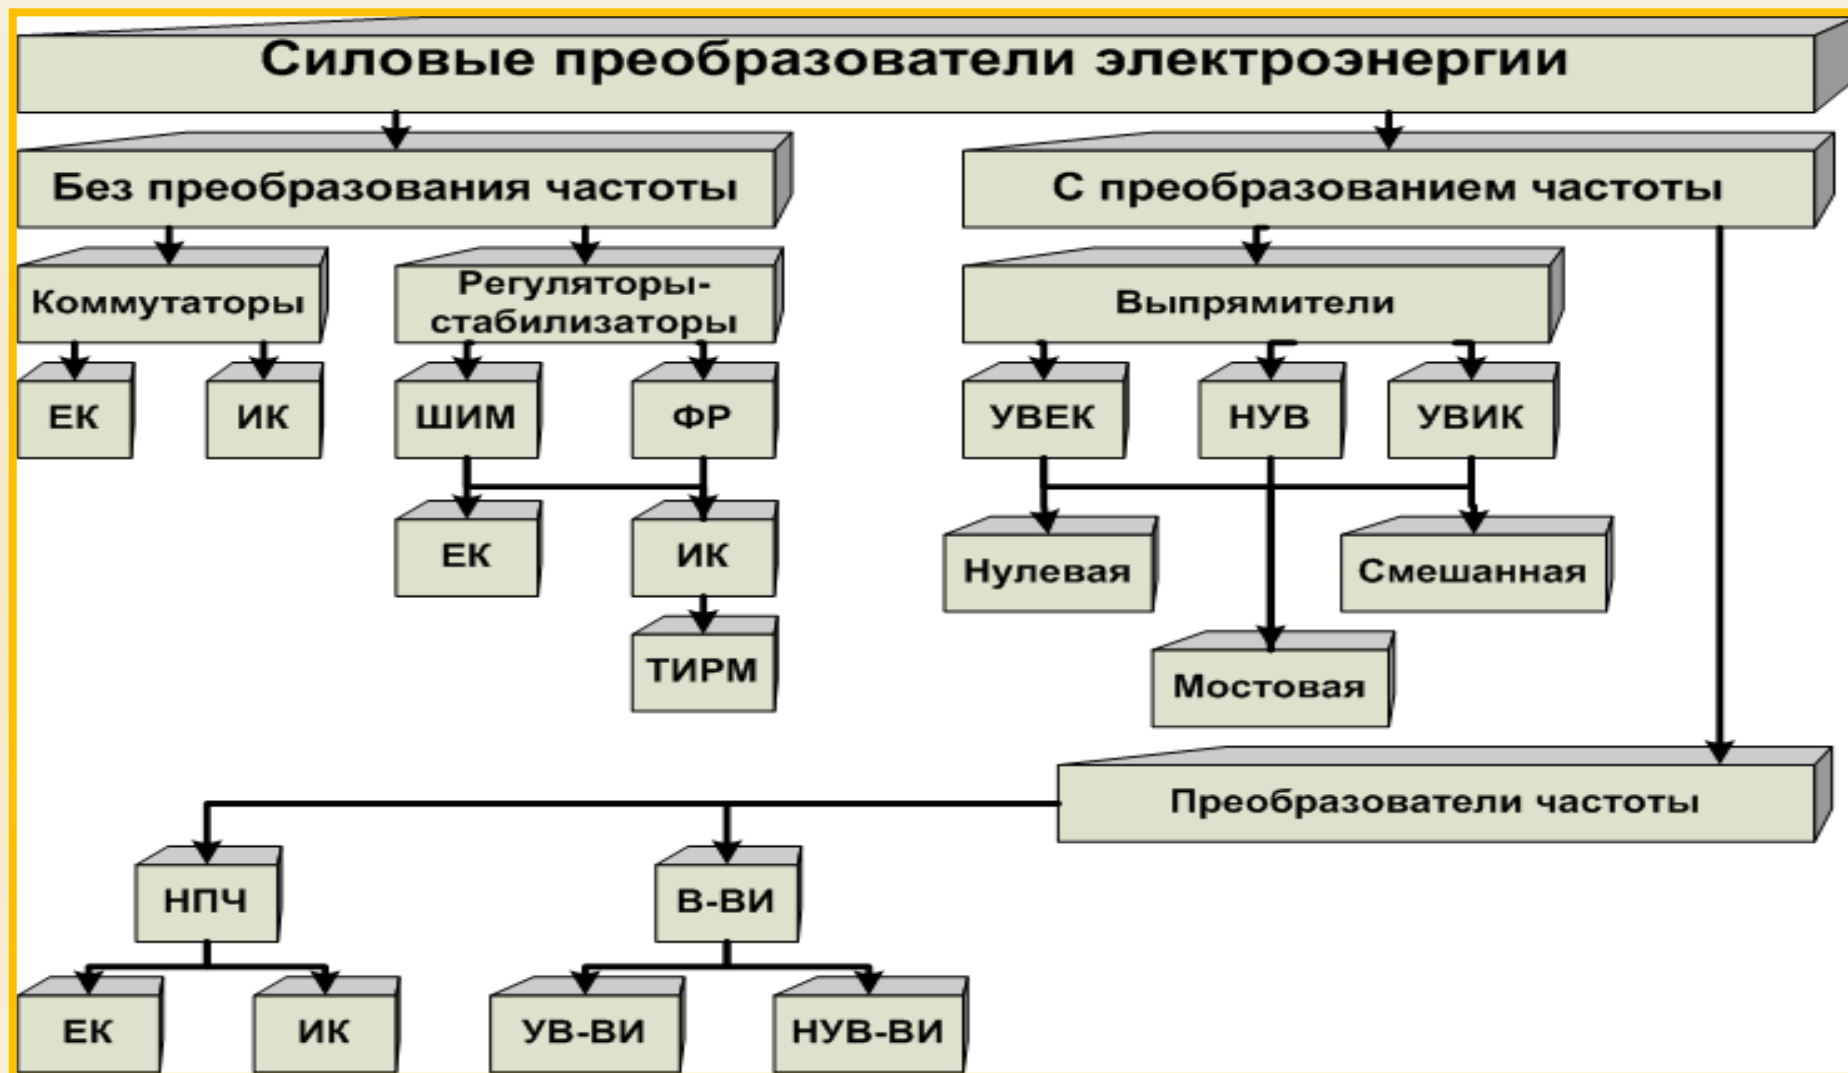 Силовые преобразователи электроэнергии
Без преобразования частоты
С преобразованием частоты
Коммутаторы
Регуляторы-
стабилизаторы
Выпрямители
ЕК
ИК
ШИМ
ФР
УВЕК
НУВ
УВИК
ЕК
ИК
Нулевая
Смешанная
ТИРМ
Мостовая
Преобразователи частоты
НПЧ
В-ВИ
ЕК
ИК
УВ-ВИ
НУВ-ВИ